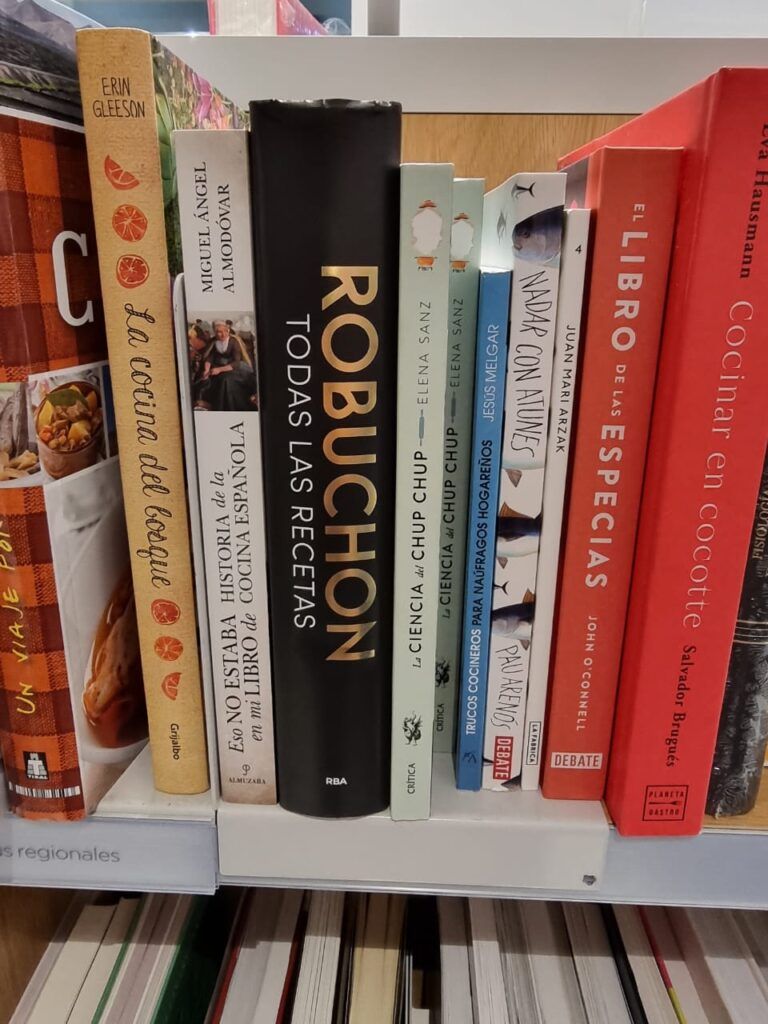 C
UN VIAJE POR
TIKAL
ERIN
GLEESON
La cocina del bosque
Grijalbo
MIGUEL ÁNGEL
ALMODÓVAR
Eso NO ESTABA
en mi LIBRO de
HISTORIA de la
COCINA ESPAÑOLA
ALMUZARA
ROBUCHON
TODAS LAS RECETAS
RBA
La CIENCIA del CHUP CHUP
ELENA SANZ
CRÍTICA
La CIENCIA del CHUP CHUP
ELENA SANZ
CRÍTICA
TRUCOS COCINEROS PARA NAÚFRAGOS HOGAREÑOS
JESÚS MELGAR
NADAR CON ATUNES
PAU ARENÓS
DEBATE
4
JUAN MARI ARZAK
LA FABRICA
EL LIBRO DE LAS ESPECIAS
JOHN O'CONNELL
DEBATE
Eva Hausmann
Cocinar en cocotte
Salvador Brugués
PLANETA
GASTRO
s regionales